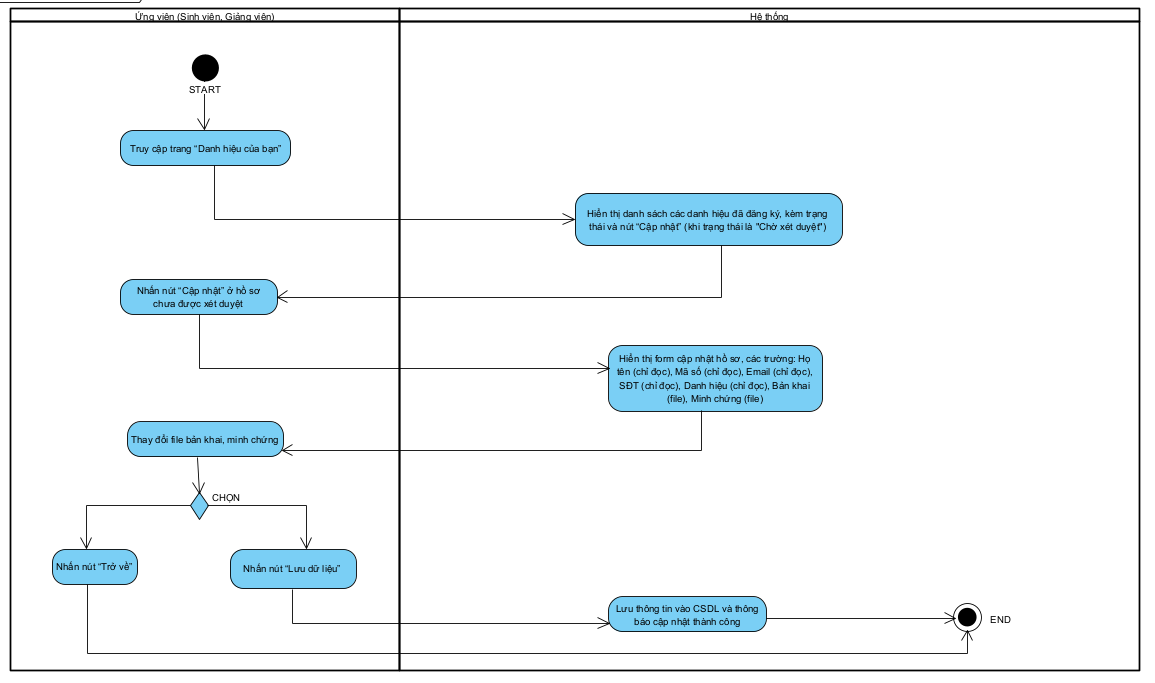 Ứng viên (Sinh viên, Giảng viên)
Hệ thống
START
Truy cập trang “Danh hiệu của bạn”
Hiển thị danh sách các danh hiệu đã đăng ký, kèm trạng
thái và nút “Cập nhật” (khi trạng thái là "Chờ xét duyệt")
Nhấn nút “Cập nhật” ở hồ sơ
chưa được xét duyệt
Hiển thị form cập nhật hồ sơ, các trường: Họ
tên (chỉ đọc), Mã số (chỉ đọc), Email (chỉ đọc),
SĐT (chỉ đọc), Danh hiệu (chỉ đọc), Bản khai
(file), Minh chứng (file)
Thay đổi file bản khai, minh chứng
CHỌN
Nhấn nút “Trở về”
Nhấn nút “Lưu dữ liệu”
Lưu thông tin vào CSDL và thông
báo cập nhật thành công
END